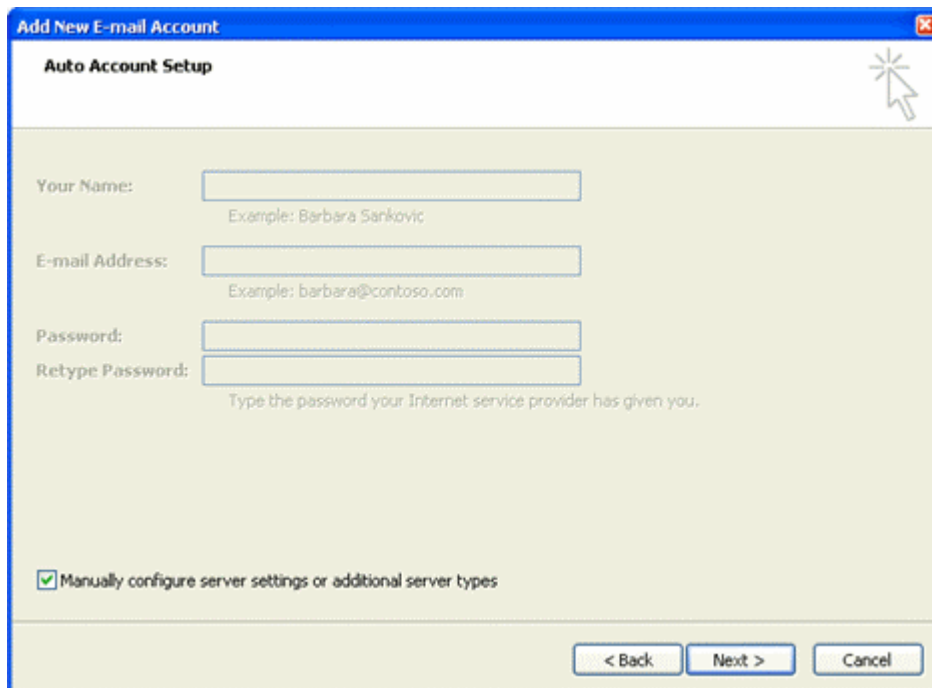 Add New E-mail Account
Auto Account Setup
Your Name:
Example: Barbara Sankovic
E-mail Address:
Example: barbara@contoso.com
Password:
Retype Password:
Type the password your Internet service provider has given you.
Manually configure server settings or additional server types
< Back Next > Cancel